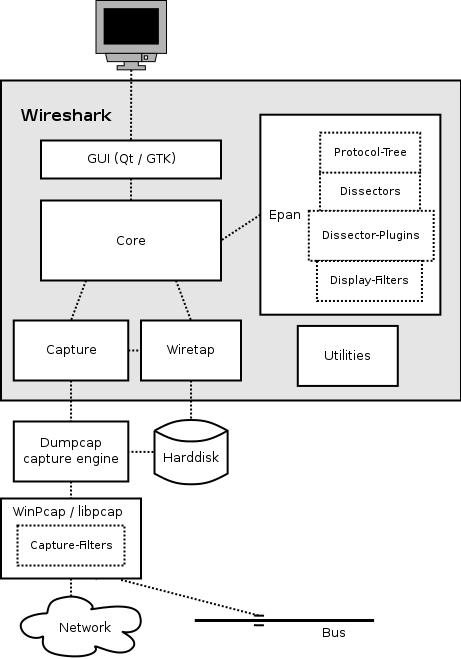 Wireshark
GUI (Qt / GTK)
Protocol-Tree
Dissectors
Epan
Dissector-Plugins
Core
Display-Filters
Capture
Wiretap
Utilities
Dumpcap
capture engine
Harddisk
WinPcap / libpcap
Capture-Filters
Network
Bus